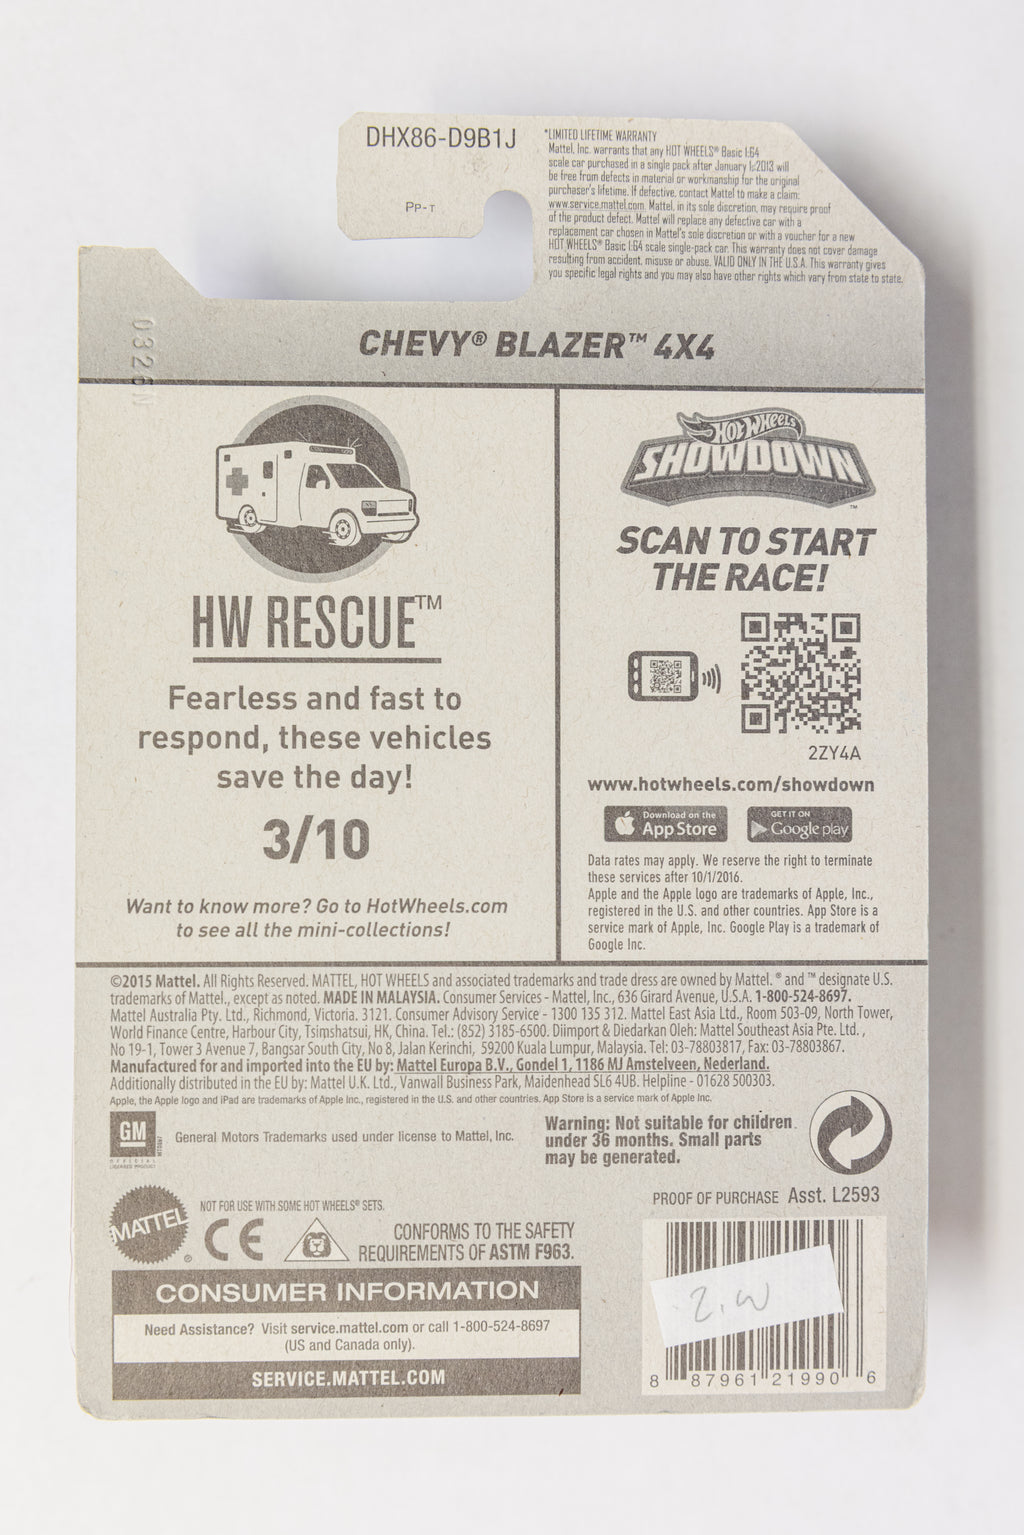 DHX86-D9B1J
PP-T
*LIMITED LIFETIME WARRANTY
Mattel, Inc. warrants that any HOT WHEELS® Basic 1:64
scale car purchased in a single pack after January 1, 2013 will
be free from defects in material or workmanship for the original
purchaser's lifetime. If defective, contact Mattel to make a claim:
www.service.mattel.com. Mattel, in its sole discretion, may require proof
of the product defect. Mattel will replace any defective car with a
replacement car chosen in Mattel's sole discretion or with a voucher for a new
HOT WHEELS® Basic 1:64 scale single-pack car. This warranty does not cover damage
resulting from accident, misuse or abuse. VALID ONLY IN THE U.S.A. This warranty gives
you specific legal rights and you may also have other rights which vary from state to state.
CHEVY® BLAZER™ 4X4
HW RESCUE™
Fearless and fast to
respond, these vehicles
save the day!
3/10
Want to know more? Go to HotWheels.com
to see all the mini-collections!
HOT WHEELS
SHOWDOWN™
SCAN TO START
THE RACE!
2ZY4A
www.hotwheels.com/showdown
Download on the
App Store
GET IT ON
Google play
Data rates may apply. We reserve the right to terminate
these services after 10/1/2016.
Apple and the Apple logo are trademarks of Apple, Inc.,
registered in the U.S. and other countries. App Store is a
service mark of Apple, Inc. Google Play is a trademark of
Google Inc.
©2015 Mattel. All Rights Reserved. MATTEL, HOT WHEELS and associated trademarks and trade dress are owned by Mattel. ® and ™ designate U.S.
trademarks of Mattel., except as noted. MADE IN MALAYSIA. Consumer Services - Mattel, Inc., 636 Girard Avenue, U.S.A. 1-800-524-8697.
Mattel Australia Pty. Ltd., Richmond, Victoria. 3121. Consumer Advisory Service - 1300 135 312. Mattel East Asia Ltd., Room 503-09, North Tower,
World Finance Centre, Harbour City, Tsimshatsui, HK, China. Tel.: (852) 3185-6500. Diimport & Diedarkan Oleh: Mattel Southeast Asia Pte. Ltd.,
No 19-1, Tower 3 Avenue 7, Bangsar South City, No 8, Jalan Kerinchi, 59200 Kuala Lumpur, Malaysia. Tel: 03-78803817, Fax: 03-78803867.
Manufactured for and imported into the EU by: Mattel Europa B.V., Gondel 1, 1186 MJ Amstelveen, Nederland.
Additionally distributed in the EU by: Mattel U.K. Ltd., Vanwall Business Park, Maidenhead SL6 4UB. Helpline - 01628 500303.
Apple, the Apple logo and iPad are trademarks of Apple Inc., registered in the U.S. and other countries. App Store is a service mark of Apple Inc.
GM
OFFICIAL
LICENSED PRODUCT
General Motors Trademarks used under license to Mattel, Inc.
Warning: Not suitable for children
under 36 months. Small parts
may be generated.
PROOF OF PURCHASE Asst. L2593
MATTEL®
NOT FOR USE WITH SOME HOT WHEELS® SETS.
CE
CONFORMS TO THE SAFETY
REQUIREMENTS OF ASTM F963.
CONSUMER INFORMATION
Need Assistance? Visit service.mattel.com or call 1-800-524-8697
(US and Canada only).
SERVICE.MATTEL.COM
2.W
8 87961 21990 6